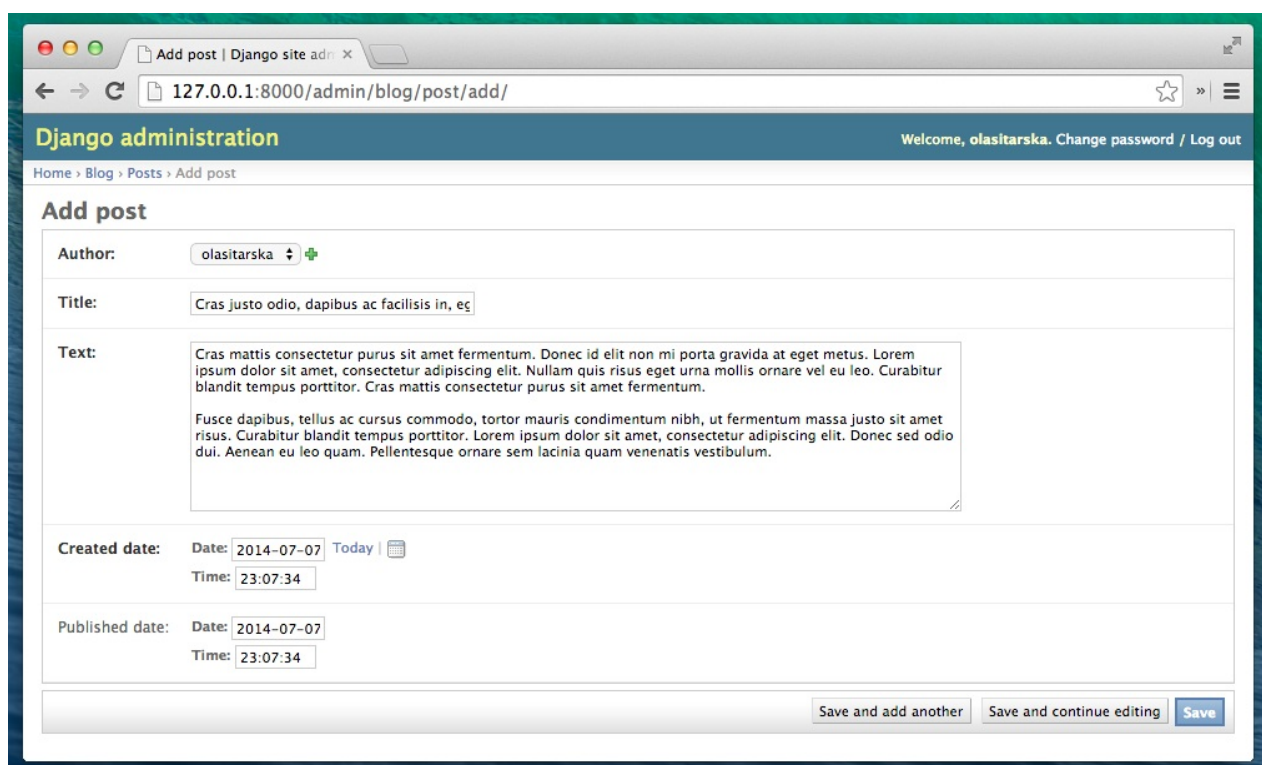 Add post | Django site adm
127.0.0.1:8000/admin/blog/post/add/
Django administration
Welcome, olasitarska. Change password / Log out
Home › Blog › Posts › Add post
Add post
Author: olasitarska
Title: Cras justo odio, dapibus ac facilisis in, eg
Text:
Cras mattis consectetur purus sit amet fermentum. Donec id elit non mi porta gravida at eget metus. Lorem
ipsum dolor sit amet, consectetur adipiscing elit. Nullam quis risus eget urna mollis ornare vel eu leo. Curabitur
blandit tempus porttitor. Cras mattis consectetur purus sit amet fermentum.
Fusce dapibus, tellus ac cursus commodo, tortor mauris condimentum nibh, ut fermentum massa justo sit amet
risus. Curabitur blandit tempus porttitor. Lorem ipsum dolor sit amet, consectetur adipiscing elit. Donec sed odio
dui. Aenean eu leo quam. Pellentesque ornare sem lacinia quam venenatis vestibulum.
Created date: Date: 2014-07-07 Today |
Time: 23:07:34
Published date: Date: 2014-07-07
Time: 23:07:34
Save and add another Save and continue editing Save